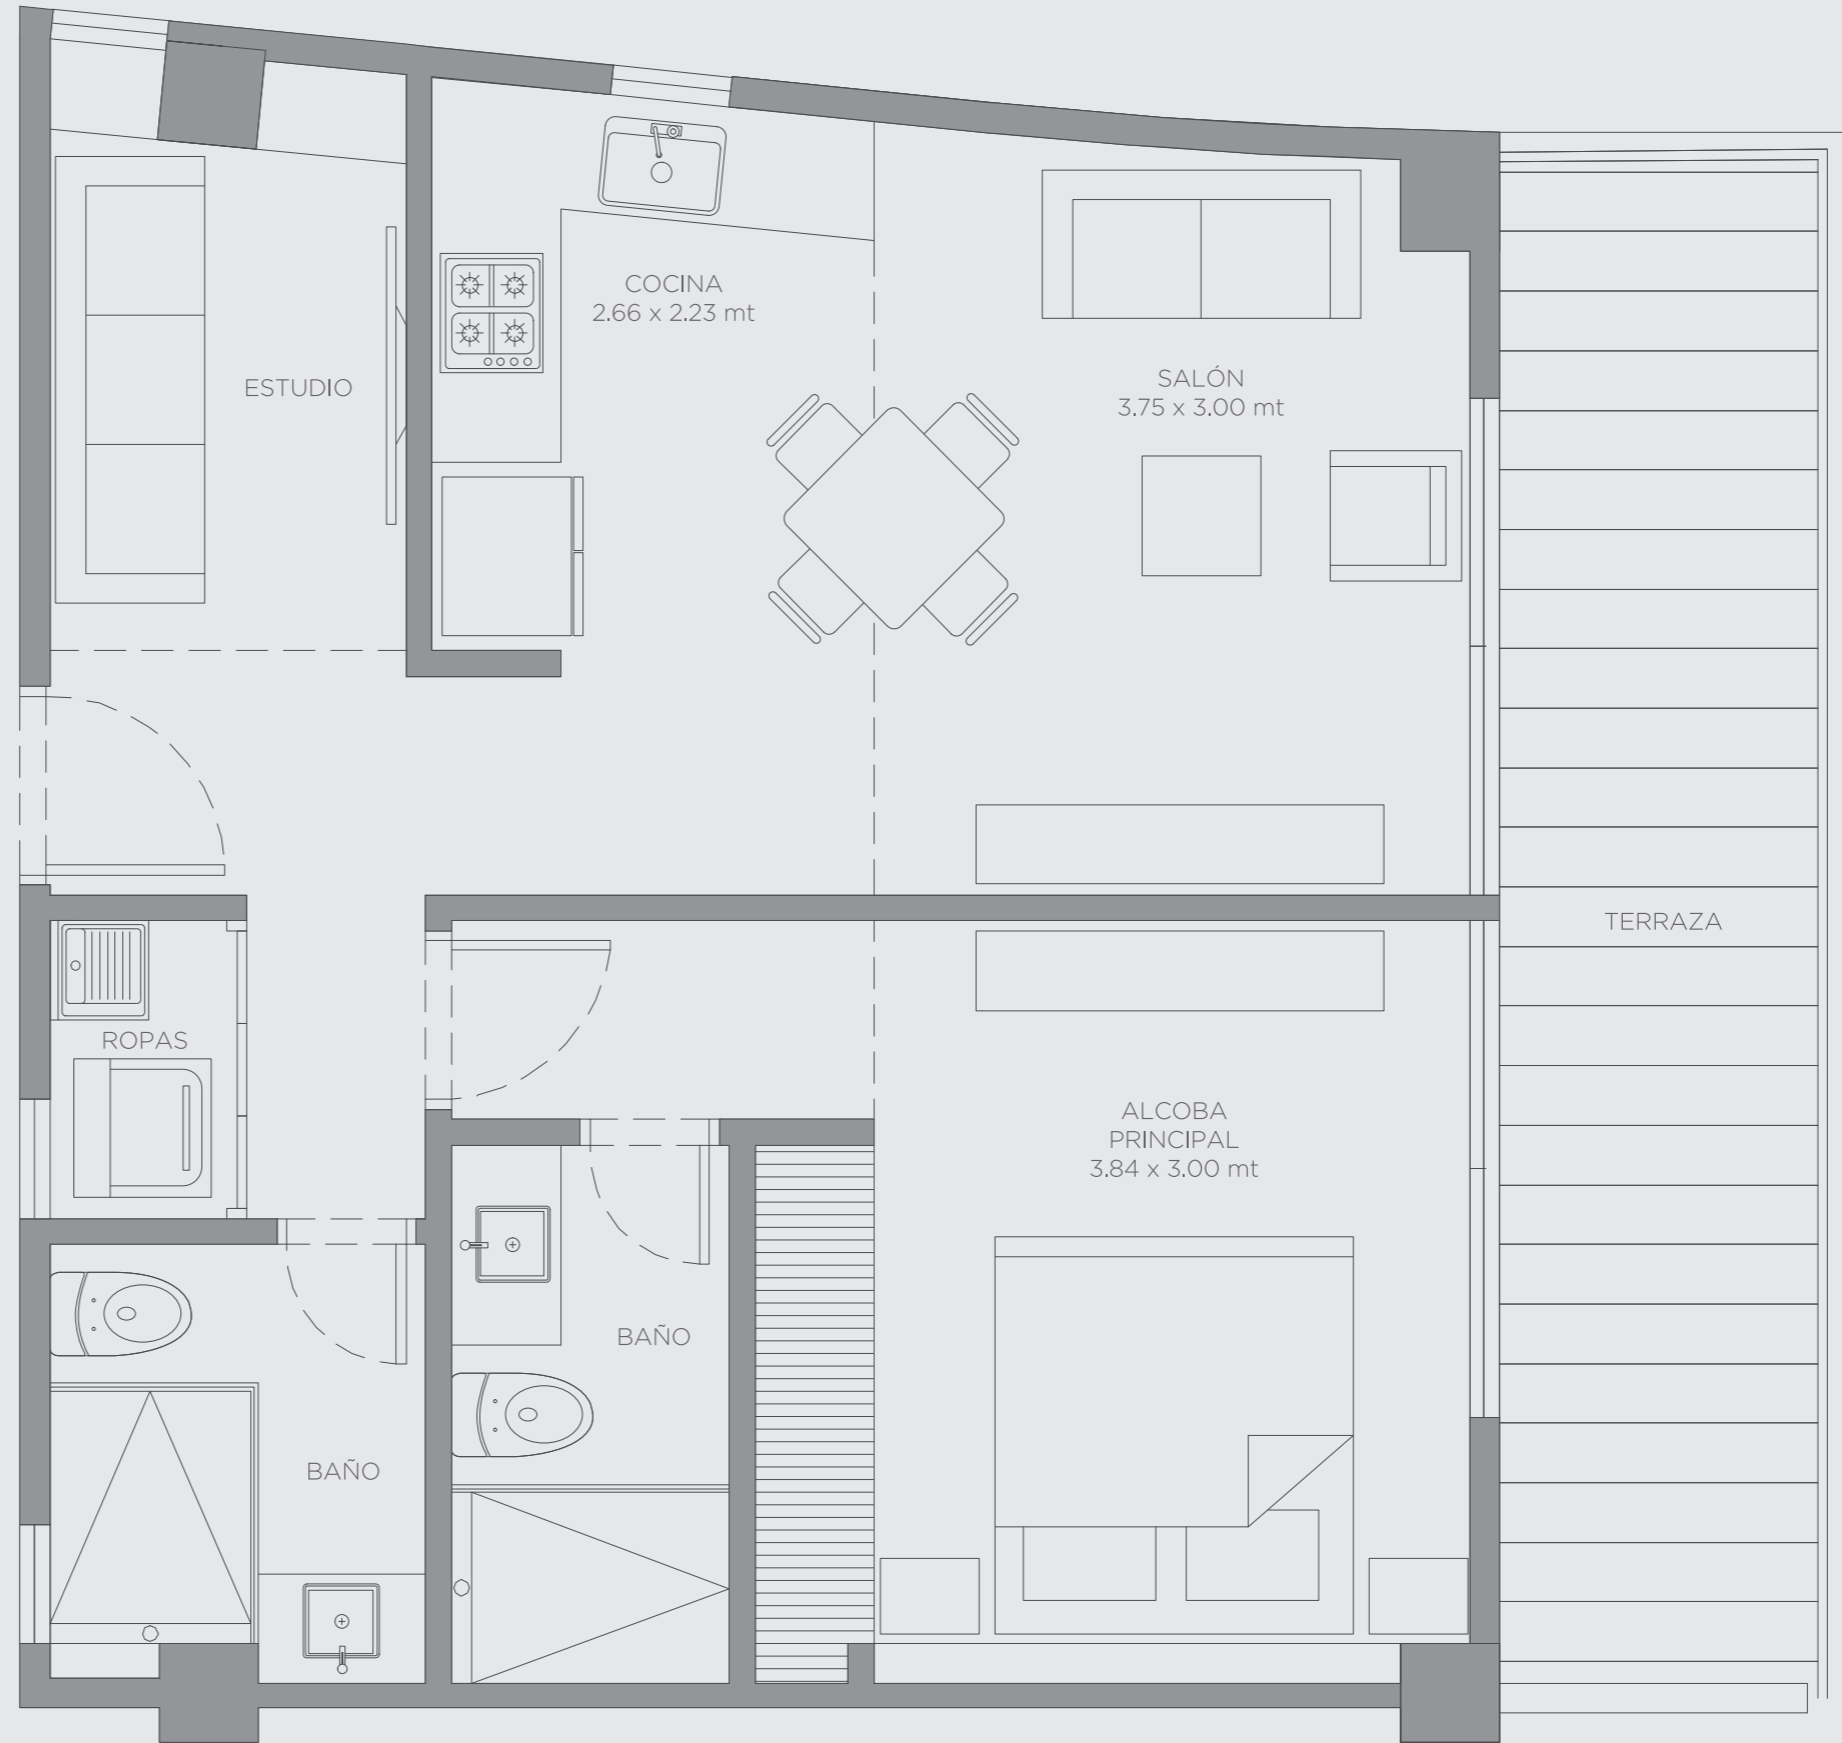 COCINA
2.66 x 2.23 mt
ESTUDIO
SALÓN
3.75 x 3.00 mt
TERRAZA
ROPAS
ALCOBA
PRINCIPAL
3.84 x 3.00 mt
BAÑO
BAÑO